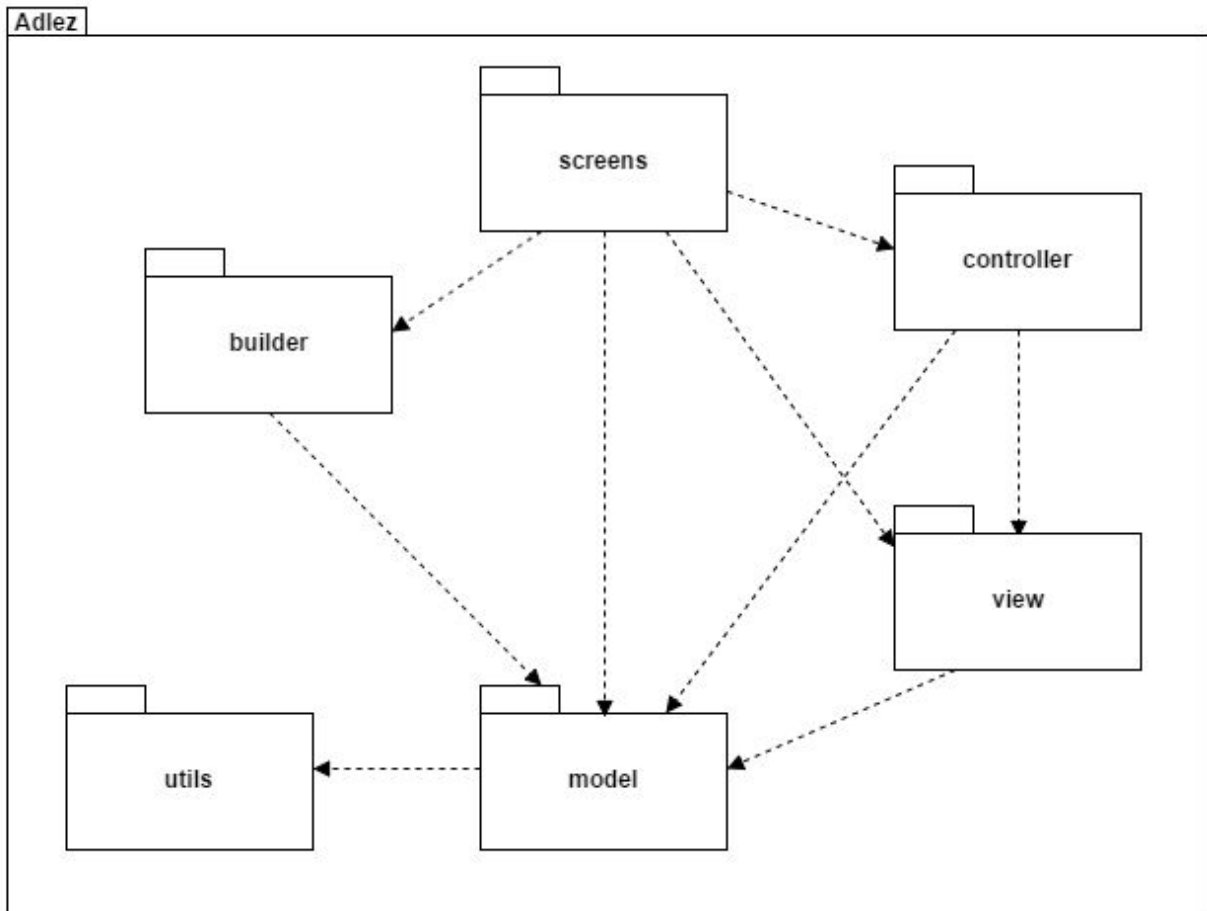 Adlez
screens
controller
builder
view
utils
model